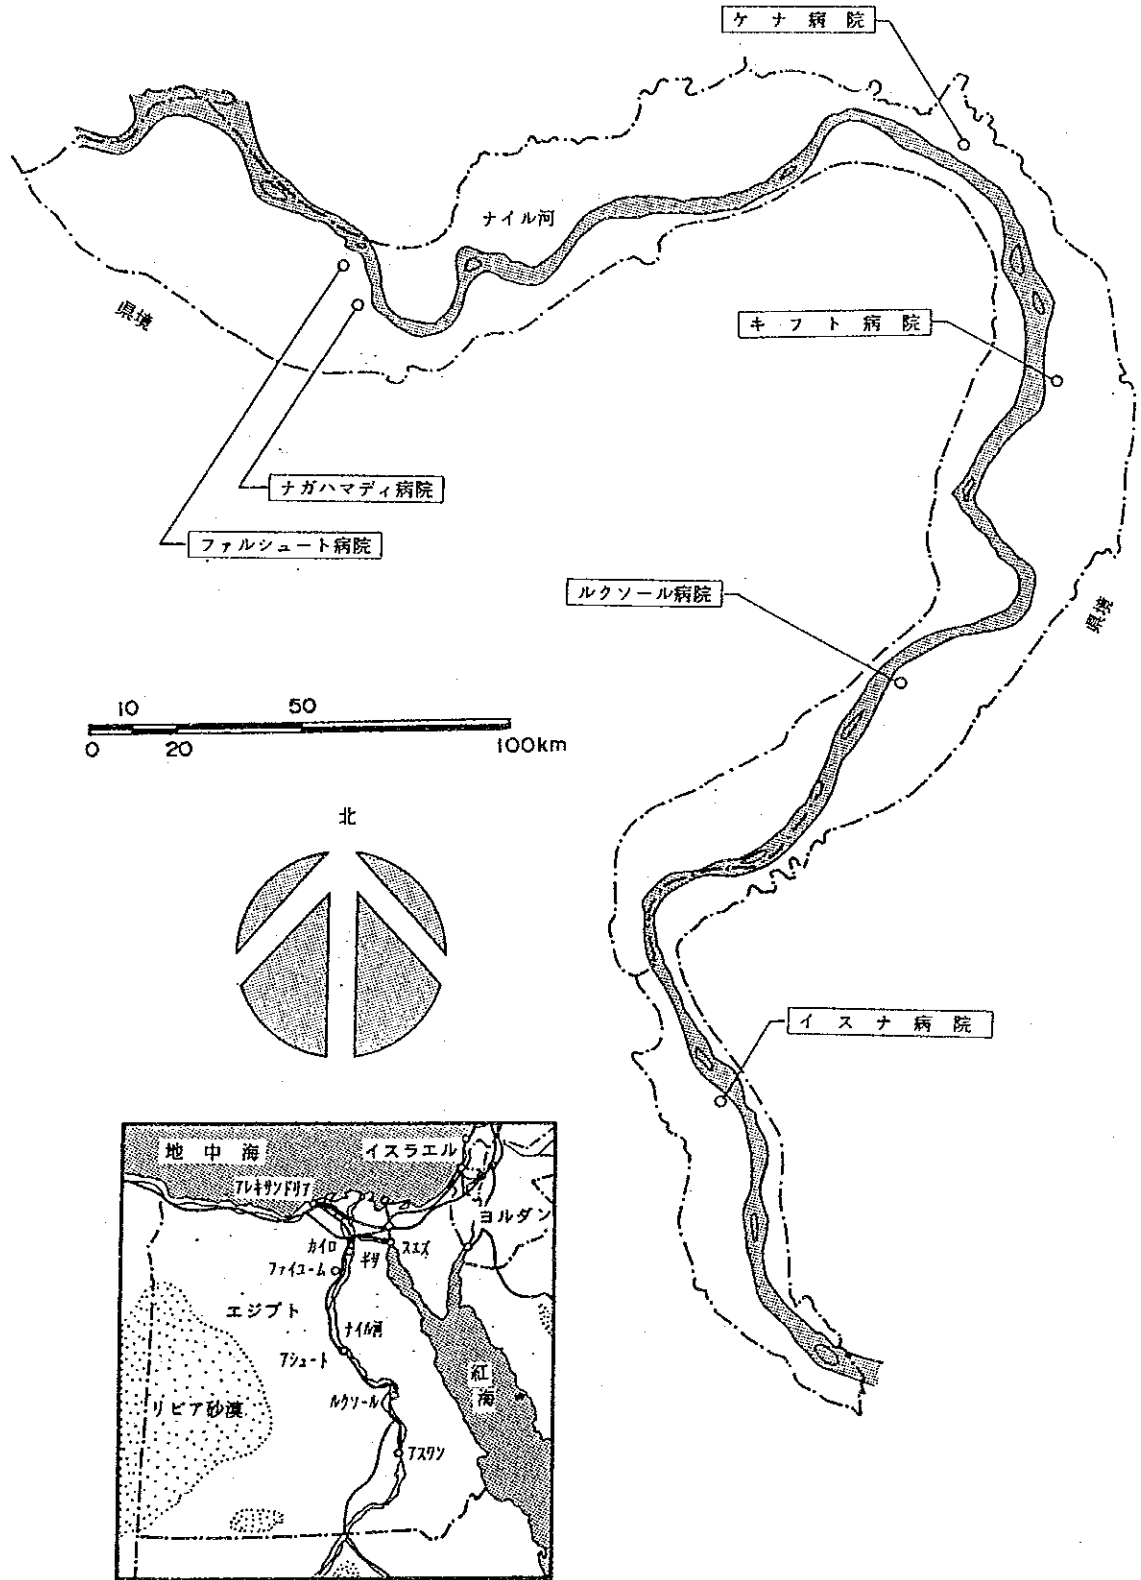 ケナ病院
ナイル河
県境
キフト病院
ナガハマディ病院
ファルシュート病院
ルクソール病院
県境
10 50
0 20 100km
北
イスナ病院
地中海
イスラエル
アレキサンドリア
ヨルダン
カイロ
ギザ
スエズ
ファイユーム
エジプト
ナイル河
アシュート
紅海
ルクソール
リビア砂漠
アスワン